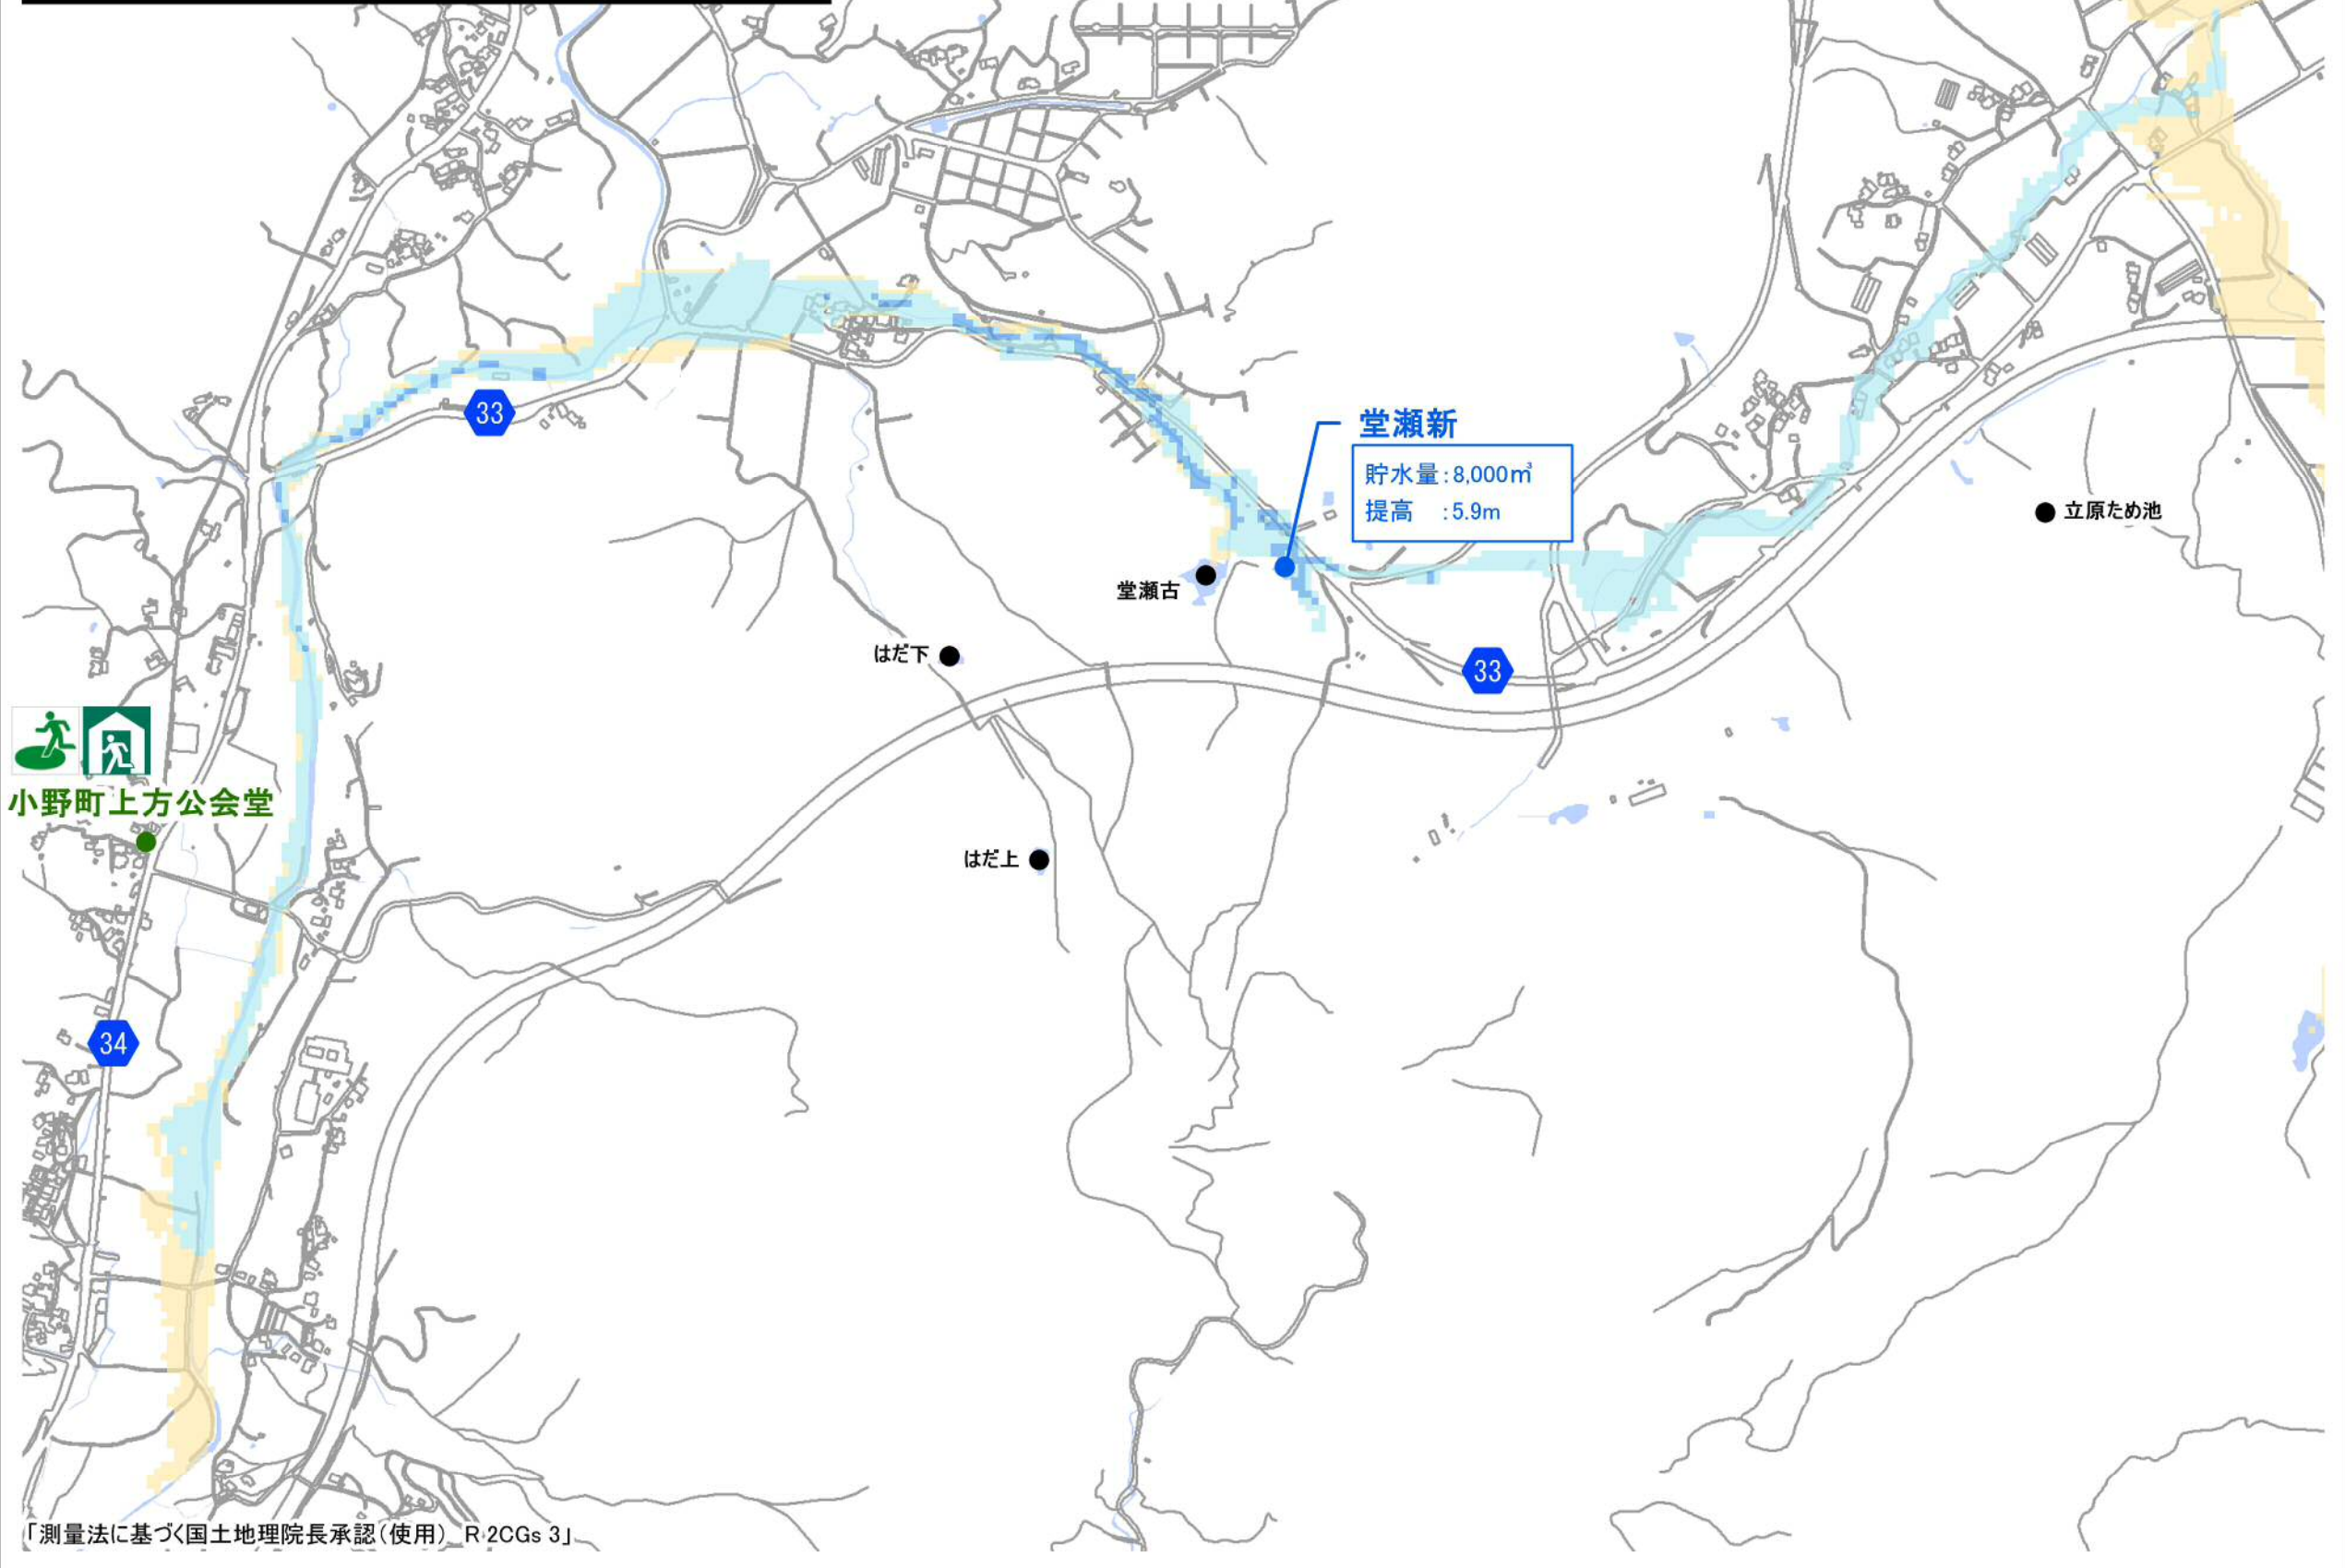 33
堂瀬新
貯水量:8,000㎥
提高 :5.9m
立原ため池
堂瀬古
はだ下
33
小野町上方公会堂
はだ上
34
「測量法に基づく国土地理院長承認(使用) R 2CGs 3」